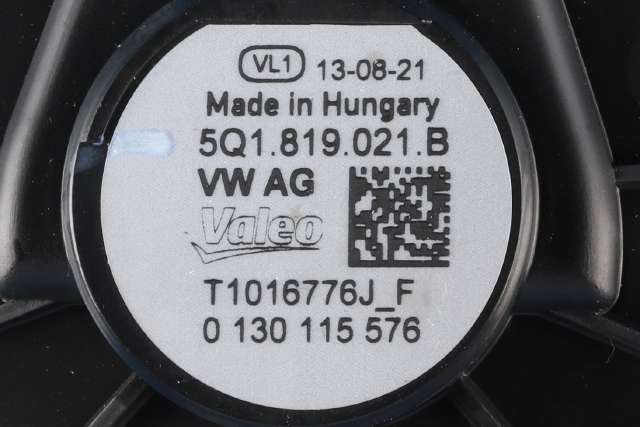 VL1 13-08-21
Made in Hungary
5Q1.819.021.B
VW AG
Valeo
T1016776J_F
0 130 115 576